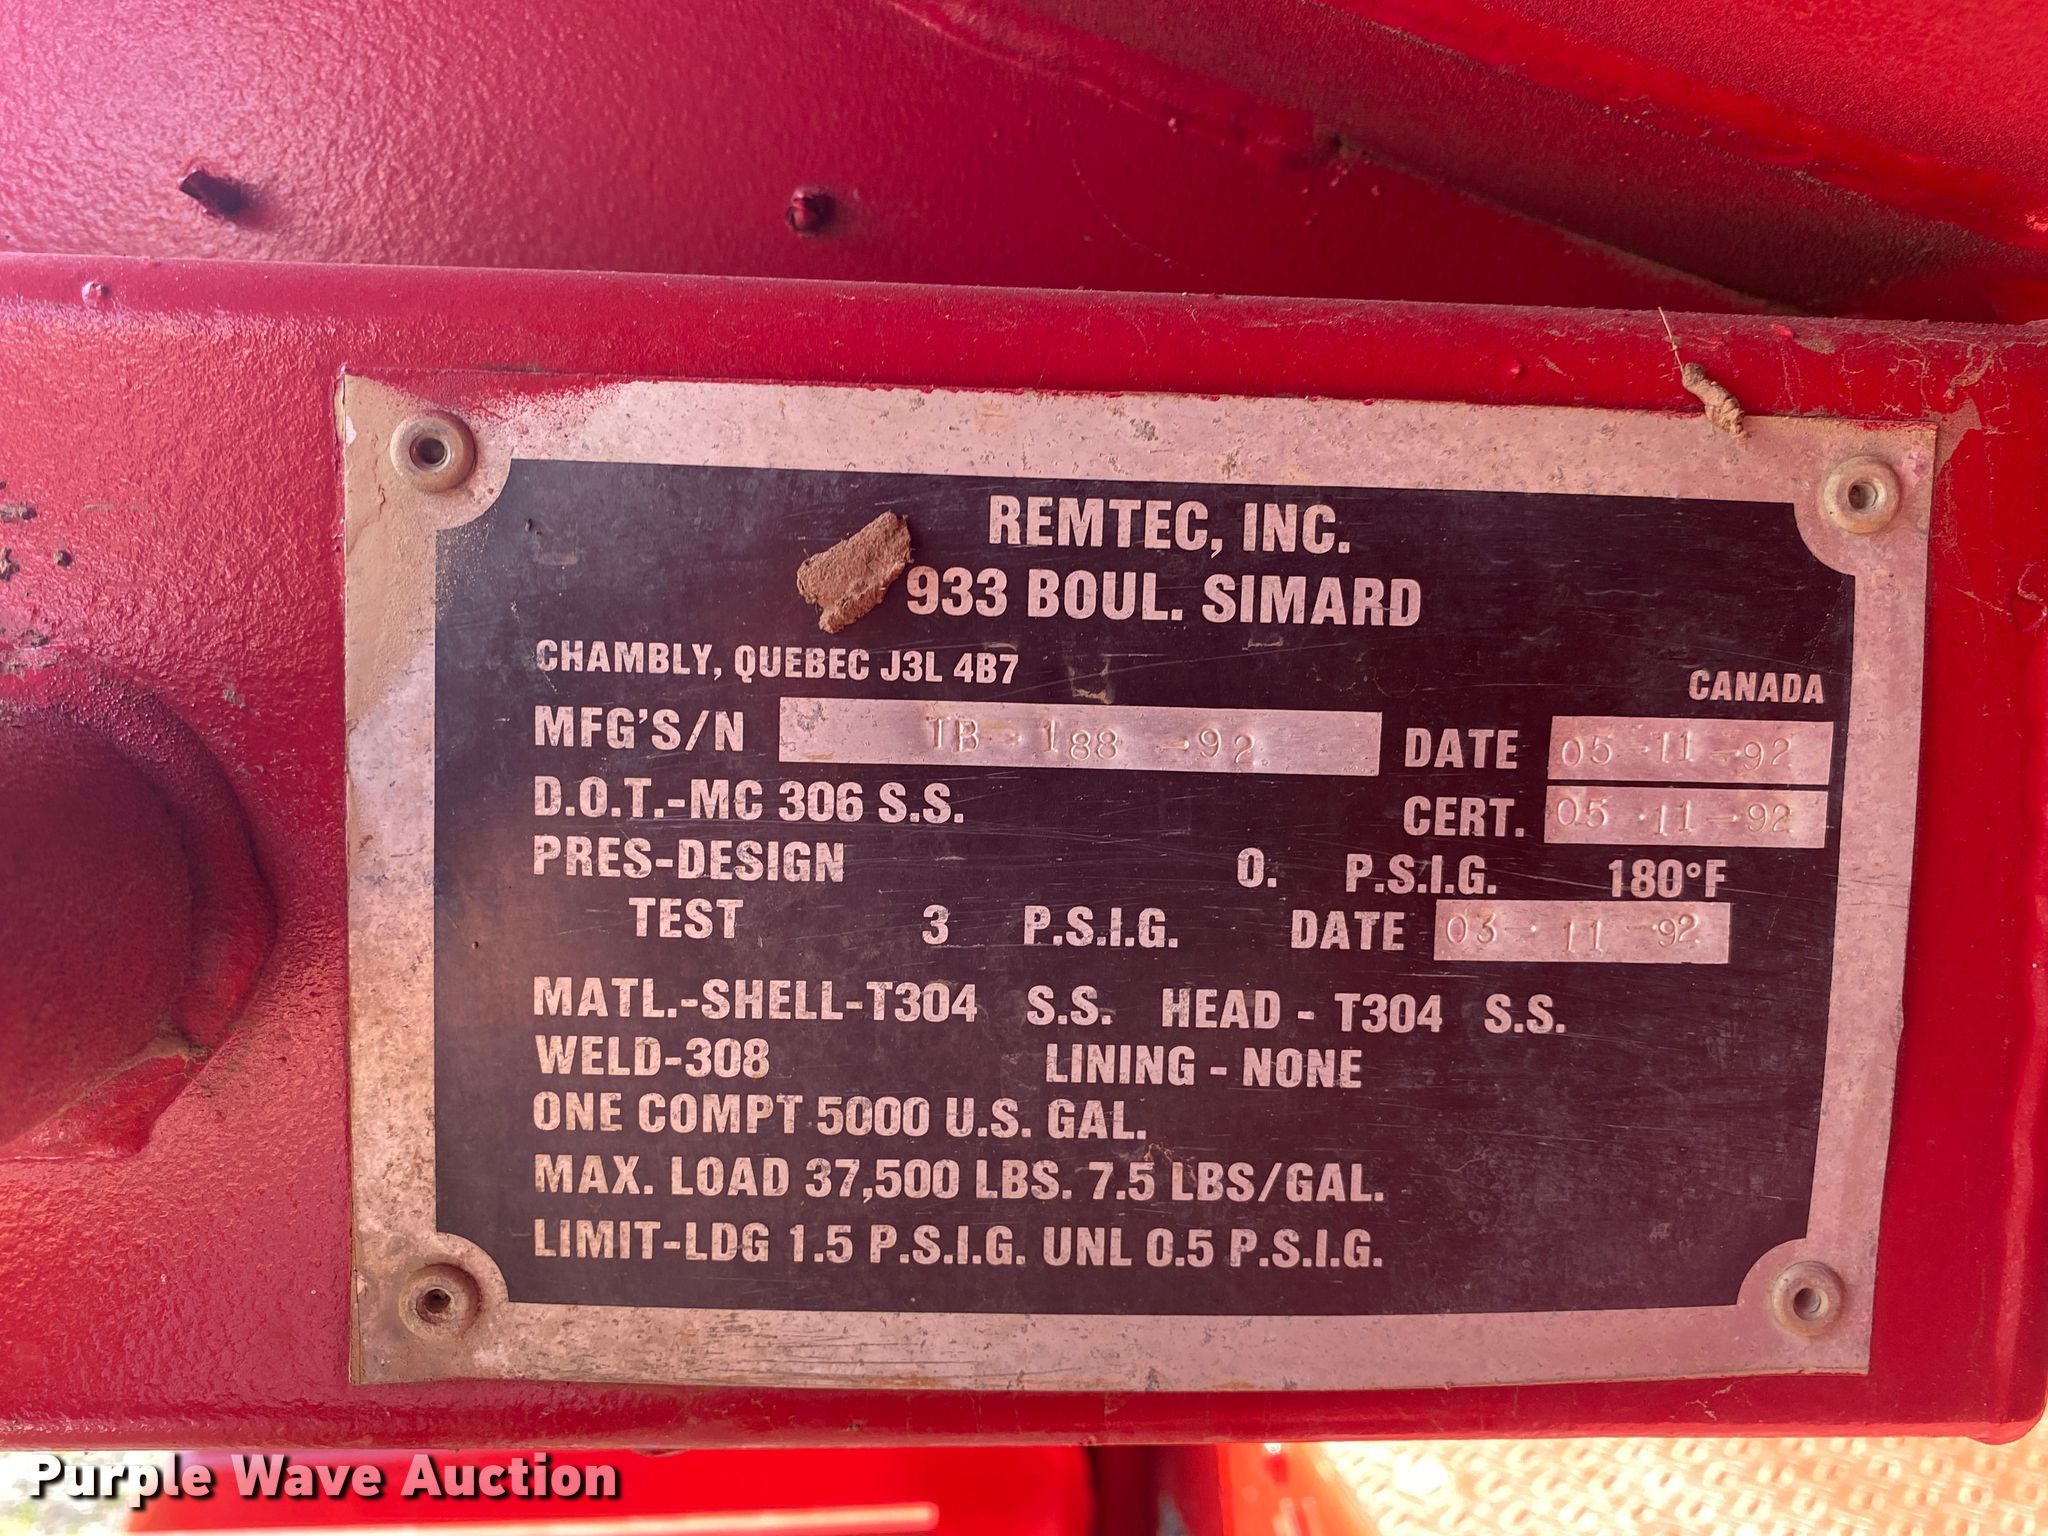 REMTEC, INC.
933 BOUL. SIMARD
CHAMBLY, QUEBEC J3L 4B7 CANADA
MFG'S/N TB-188-92 DATE 05-11-92
D.O.T.-MC 306 S.S. CERT. 05-11-92
PRES-DESIGN 0. P.S.I.G. 180°F
TEST 3 P.S.I.G. DATE 03-11-92
MATL.-SHELL-T304 S.S. HEAD - T304 S.S.
WELD-308 LINING - NONE
ONE COMPT 5000 U.S. GAL.
MAX. LOAD 37,500 LBS. 7.5 LBS/GAL.
LIMIT-LDG 1.5 P.S.I.G. UNL 0.5 P.S.I.G.
Purple Wave Auction